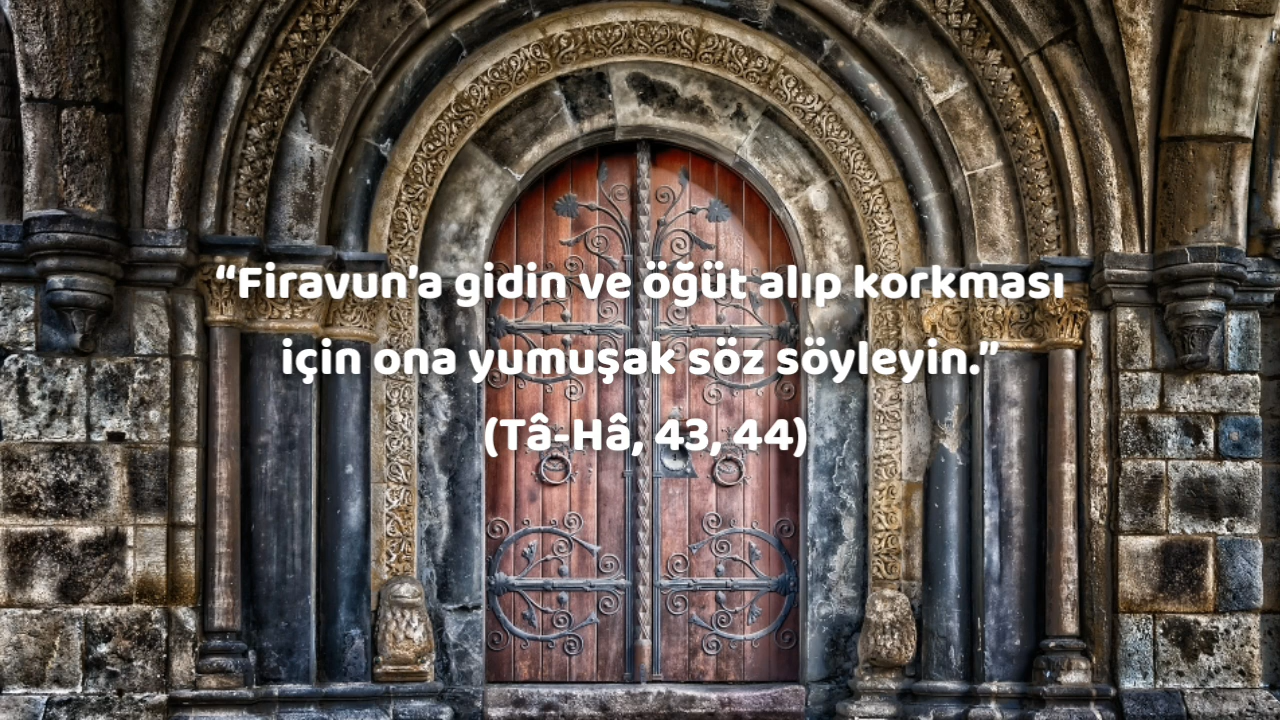 “Firavun’a gidin ve öğüt alıp korkması
için ona yumuşak söz söyleyin.”
(Tâ-Hâ, 43, 44)